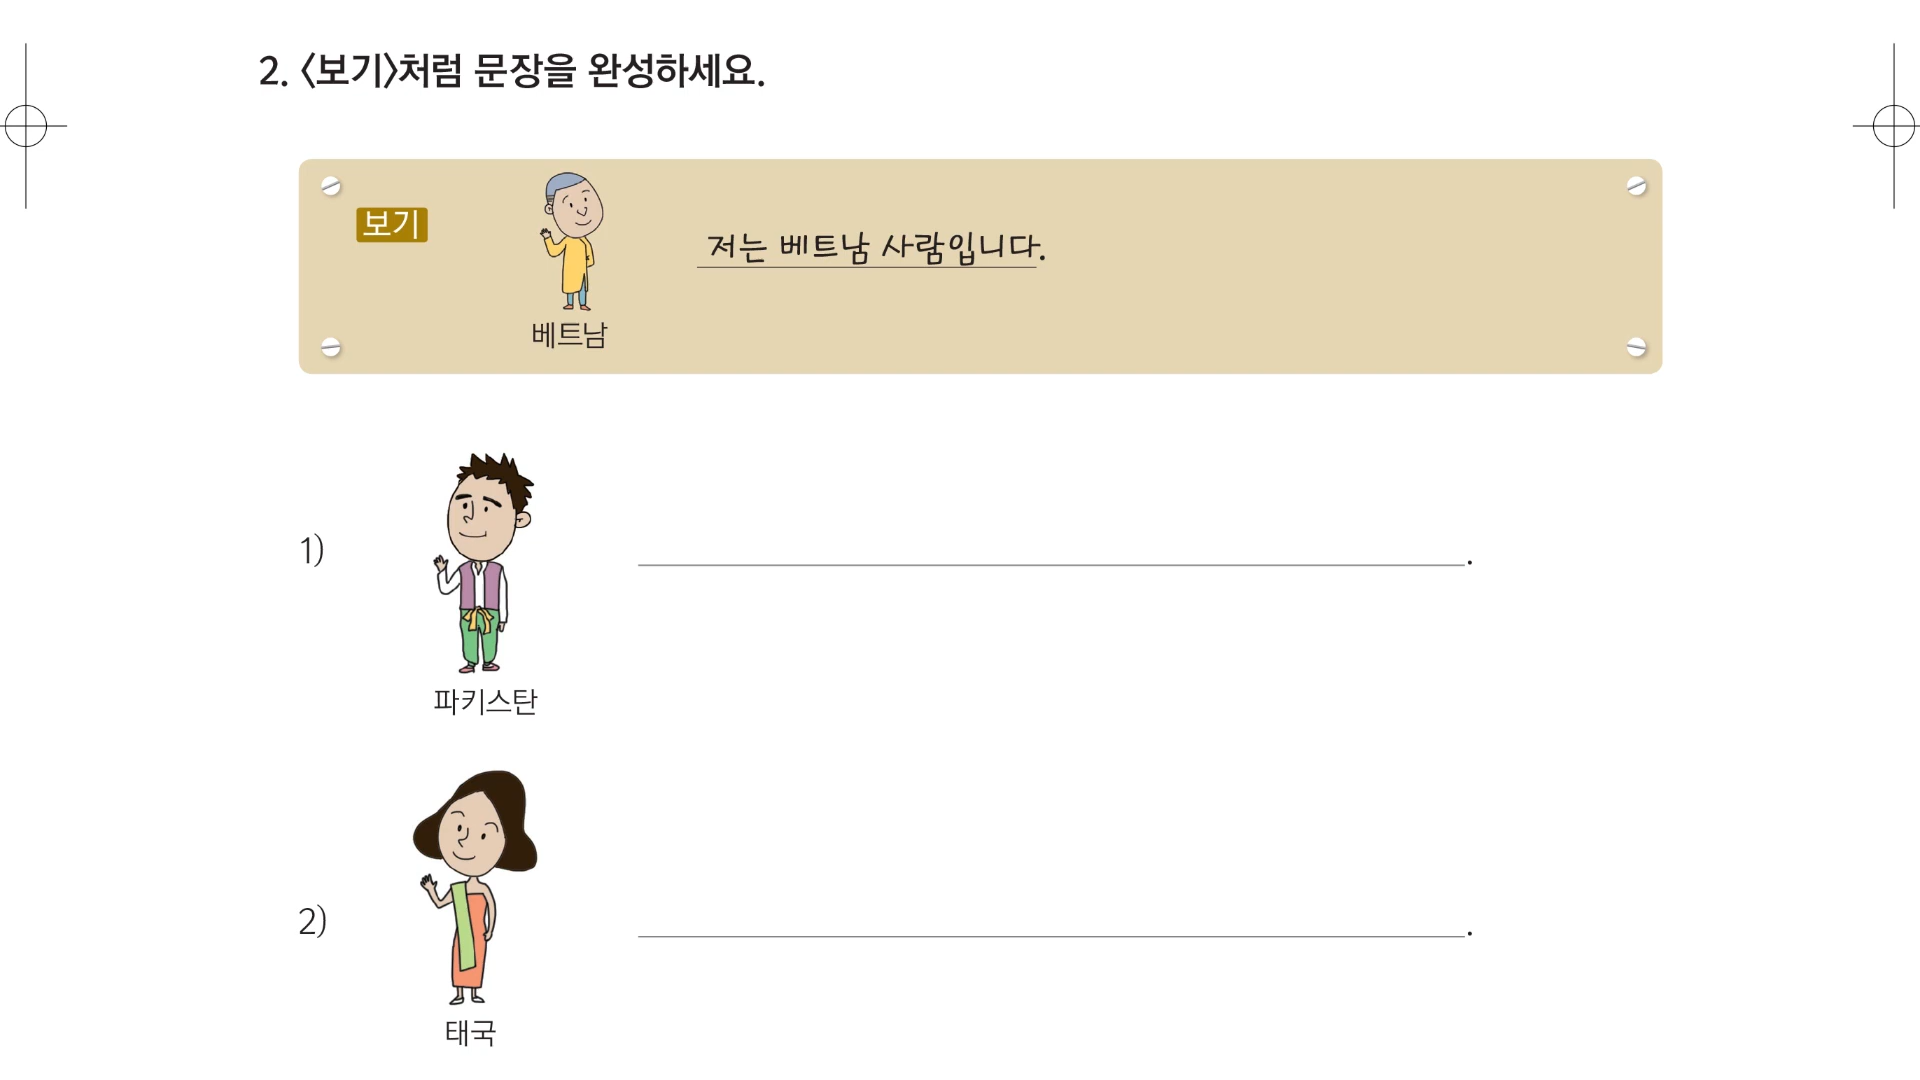 2. 〈보기〉처럼 문장을 완성하세요.
보기
저는 베트남 사람입니다.
베트남
1)
.
파키스탄
2)
.
태국